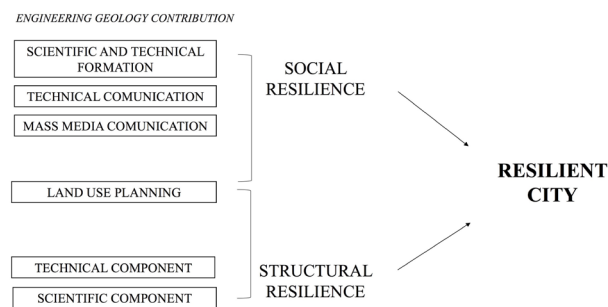 ENGINEERING GEOLOGY CONTRIBUTION
SCIENTIFIC AND TECHNICAL
FORMATION
TECHNICAL COMUNICATION
MASS MEDIA COMUNICATION
LAND USE PLANNING
TECHNICAL COMPONENT
SCIENTIFIC COMPONENT
SOCIAL
RESILIENCE
STRUCTURAL
RESILIENCE
RESILIENT
CITY